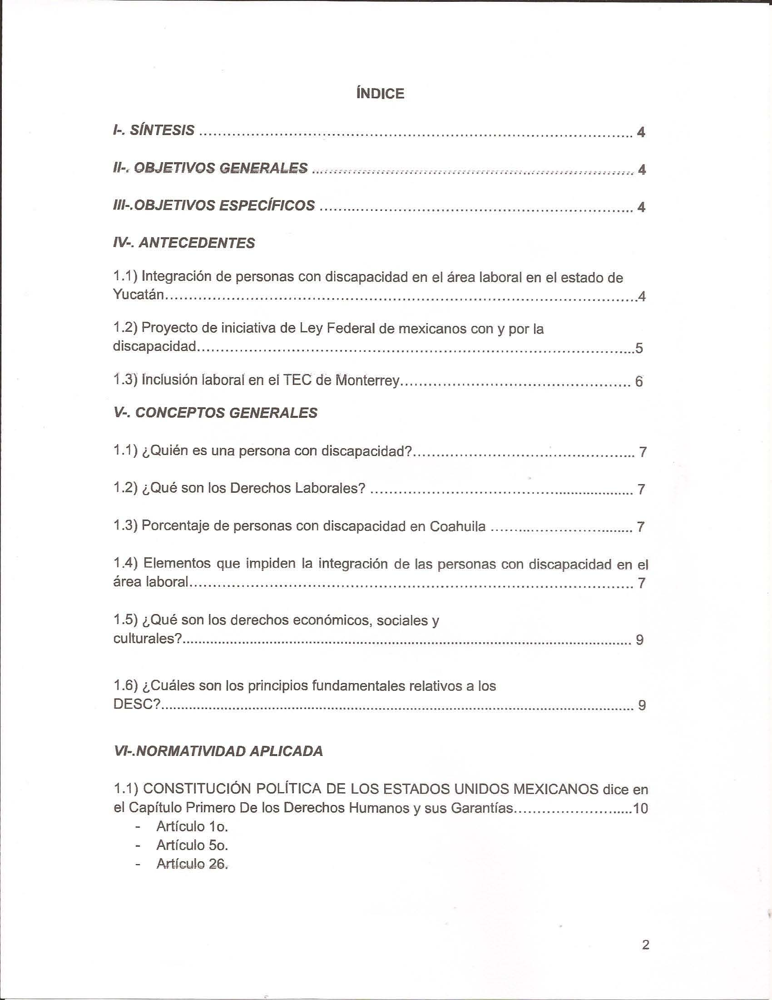 ÍNDICE
I-. SÍNTESIS ........................................................................................... 4
II-. OBJETIVOS GENERALES .................................................................... 4
III-.OBJETIVOS ESPECÍFICOS .................................................................. 4
IV-. ANTECEDENTES
1.1) Integración de personas con discapacidad en el área laboral en el estado de
Yucatán....................................................................................................4
1.2) Proyecto de iniciativa de Ley Federal de mexicanos con y por la
discapacidad.............................................................................................5
1.3) Inclusión laboral en el TEC de Monterrey................................................ 6
V-. CONCEPTOS GENERALES
1.1) ¿Quién es una persona con discapacidad?.............................................. 7
1.2) ¿Qué son los Derechos Laborales? ........................................................ 7
1.3) Porcentaje de personas con discapacidad en Coahuila .............................. 7
1.4) Elementos que impiden la integración de las personas con discapacidad en el
área laboral.............................................................................................. 7
1.5) ¿Qué son los derechos económicos, sociales y
culturales?............................................................................................... 9
1.6) ¿Cuáles son los principios fundamentales relativos a los
DESC?.................................................................................................... 9
VI-.NORMATIVIDAD APLICADA
1.1) CONSTITUCIÓN POLÍTICA DE LOS ESTADOS UNIDOS MEXICANOS dice en
el Capítulo Primero De los Derechos Humanos y sus Garantías.........................10
- Artículo 1o.
- Artículo 5o.
- Artículo 26.
2